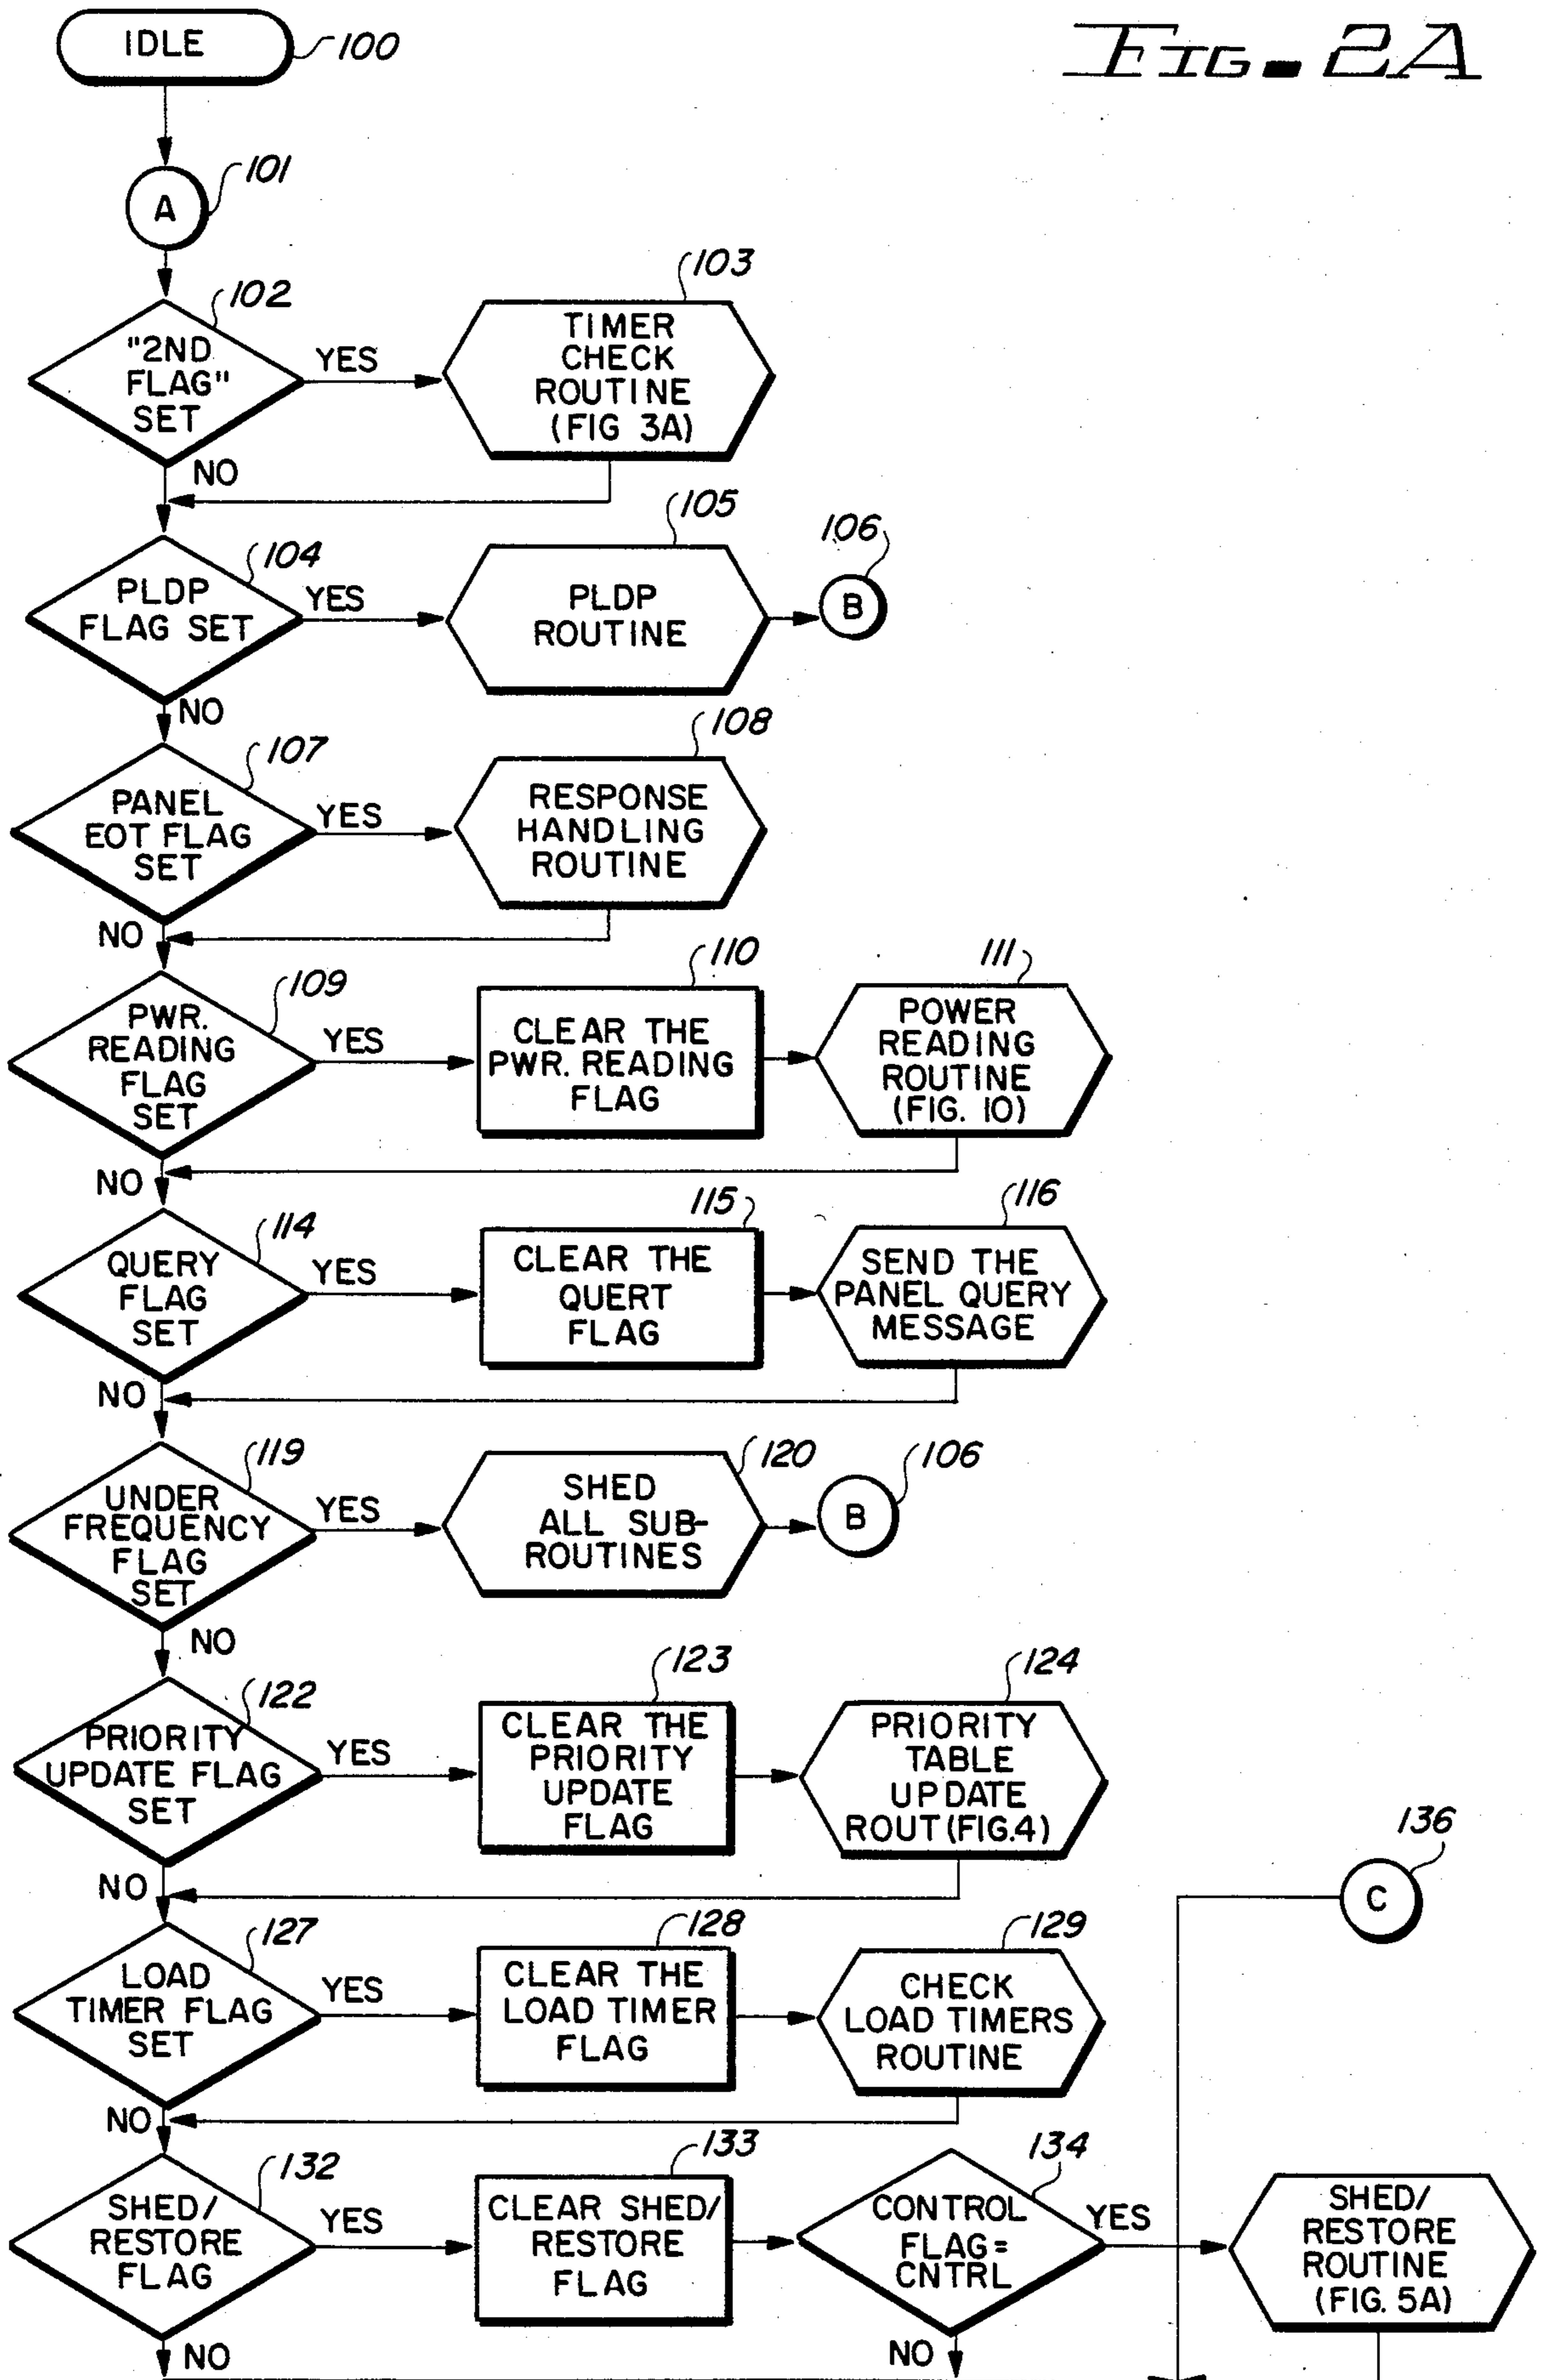 FIG. 2A
IDLE
100
A
101
102
"2ND
FLAG"
SET
YES
NO
103
TIMER
CHECK
ROUTINE
(FIG 3A)
104
PLDP
FLAG SET
YES
NO
105
PLDP
ROUTINE
106
B
107
PANEL
EOT FLAG
SET
YES
NO
108
RESPONSE
HANDLING
ROUTINE
109
PWR.
READING
FLAG
SET
YES
NO
110
CLEAR THE
PWR. READING
FLAG
111
POWER
READING
ROUTINE
(FIG. 10)
114
QUERY
FLAG
SET
YES
NO
115
CLEAR THE
QUERT
FLAG
116
SEND THE
PANEL QUERY
MESSAGE
119
UNDER
FREQUENCY
FLAG
SET
YES
NO
120
SHED
ALL SUB-
ROUTINES
106
B
122
PRIORITY
UPDATE FLAG
SET
YES
NO
123
CLEAR THE
PRIORITY
UPDATE
FLAG
124
PRIORITY
TABLE
UPDATE
ROUT (FIG.4)
136
C
127
LOAD
TIMER FLAG
SET
YES
NO
128
CLEAR THE
LOAD TIMER
FLAG
129
CHECK
LOAD TIMERS
ROUTINE
132
SHED/
RESTORE
FLAG
YES
NO
133
CLEAR SHED/
RESTORE
FLAG
134
CONTROL
FLAG =
CNTRL
YES
NO
SHED/
RESTORE
ROUTINE
(FIG. 5A)